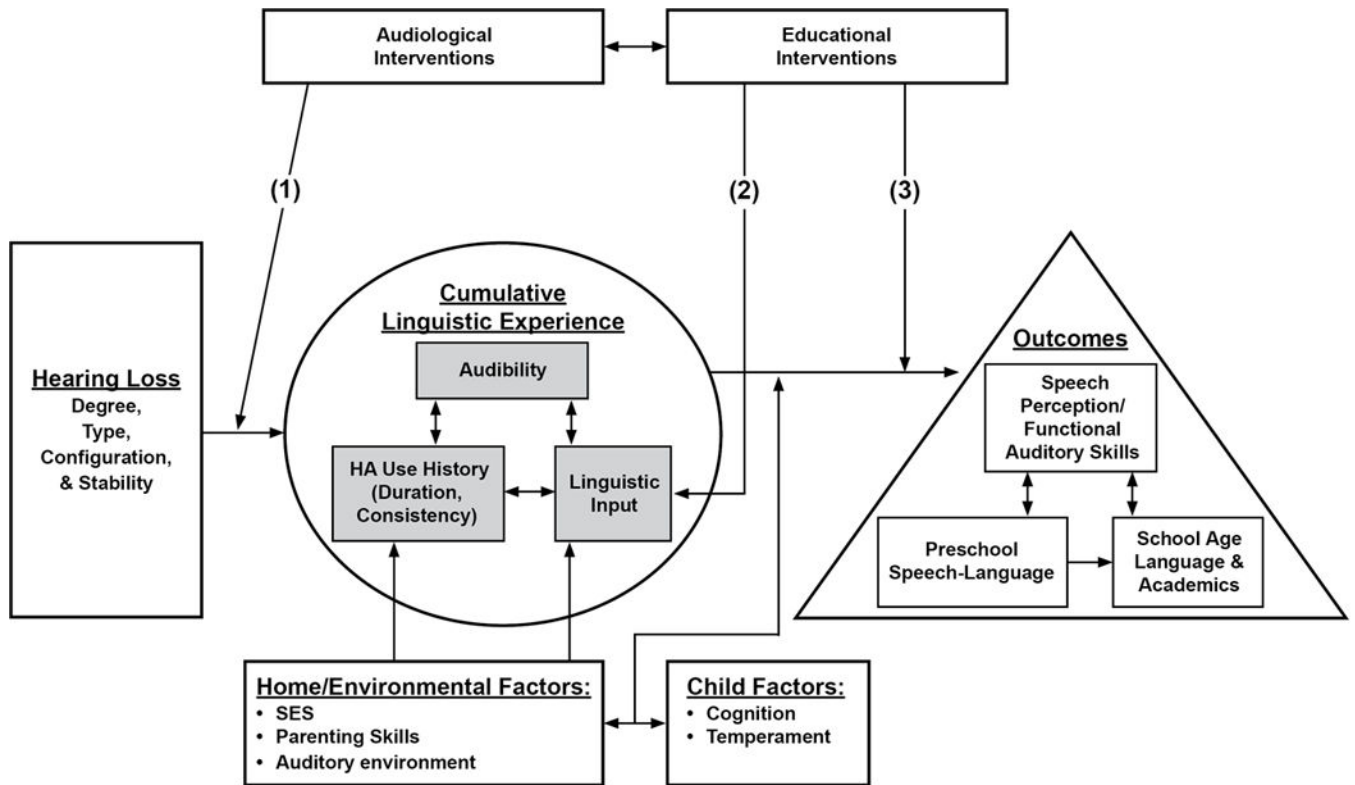 Audiological
Interventions
Educational
Interventions
(1)
(2)
(3)
Hearing Loss
Degree,
Type,
Configuration,
& Stability
Cumulative
Linguistic Experience
Audibility
HA Use History
(Duration,
Consistency)
Linguistic
Input
Outcomes
Speech
Perception/
Functional
Auditory Skills
Preschool
Speech-Language
School Age
Language &
Academics
Home/Environmental Factors:
• SES
• Parenting Skills
• Auditory environment
Child Factors:
• Cognition
• Temperament